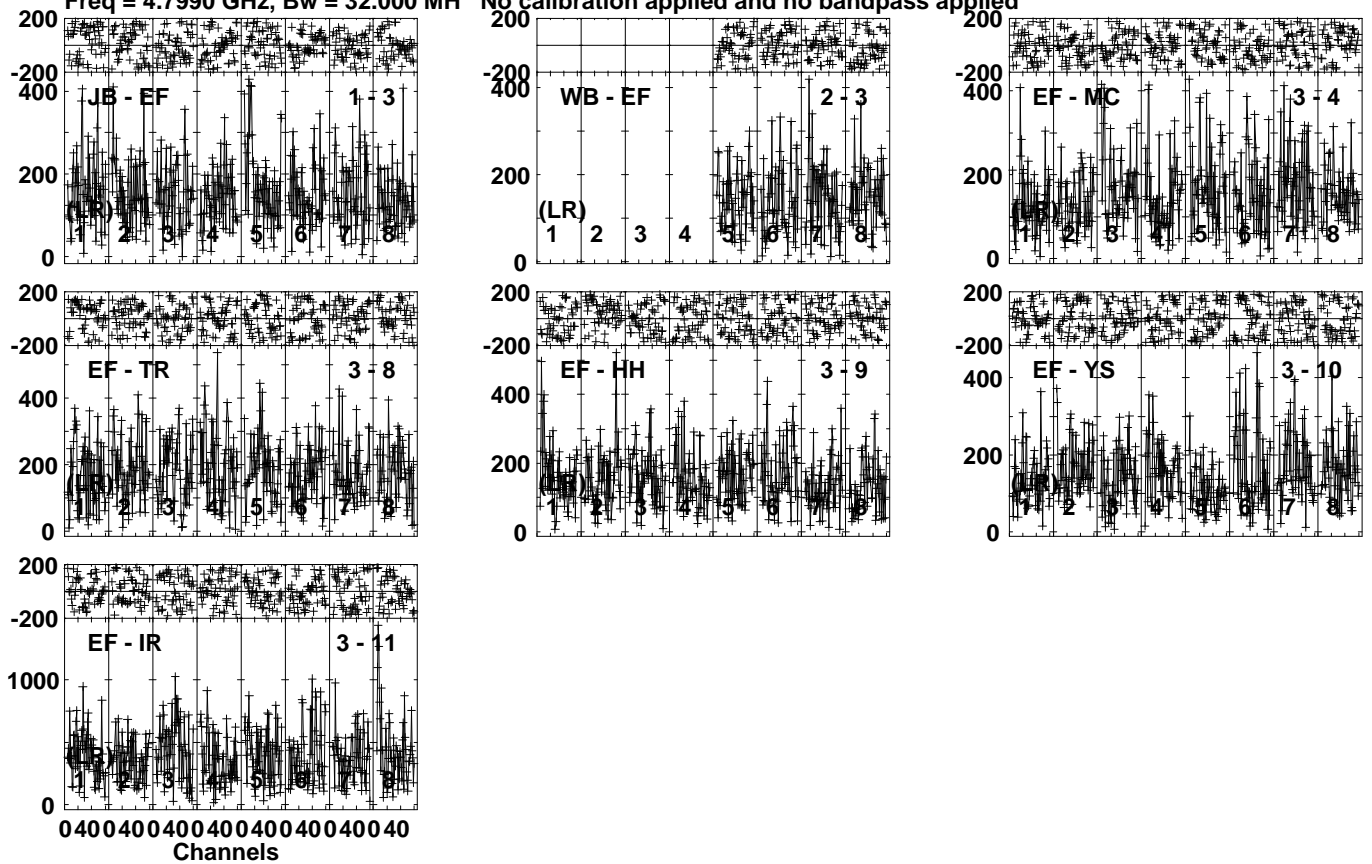 Freq = 4.7990 GHz, Bw = 32.000 MH No calibration applied and no bandpass applied
200
-200
400
200
0
JB - EF 1 - 3
(LR)
1 2 3 4 5 6 7 8
200
-200
400
200
0
WB - EF 2 - 3
(LR)
1 2 3 4 5 6 7 8
200
-200
400
200
0
EF - MC 3 - 4
(LR)
1 2 3 4 5 6 7 8
200
-200
400
200
0
EF - TR 3 - 8
(LR)
1 2 3 4 5 6 7 8
200
-200
400
200
0
EF - HH 3 - 9
(LR)
1 2 3 4 5 6 7 8
200
-200
400
200
0
EF - YS 3 - 10
(LR)
1 2 3 4 5 6 7 8
200
-200
1000
0
EF - IR 3 - 11
(LR)
1 2 3 4 5 6 7 8
0 40 0 40 0 40 0 40 0 40 0 40 0 40 0 40
Channels